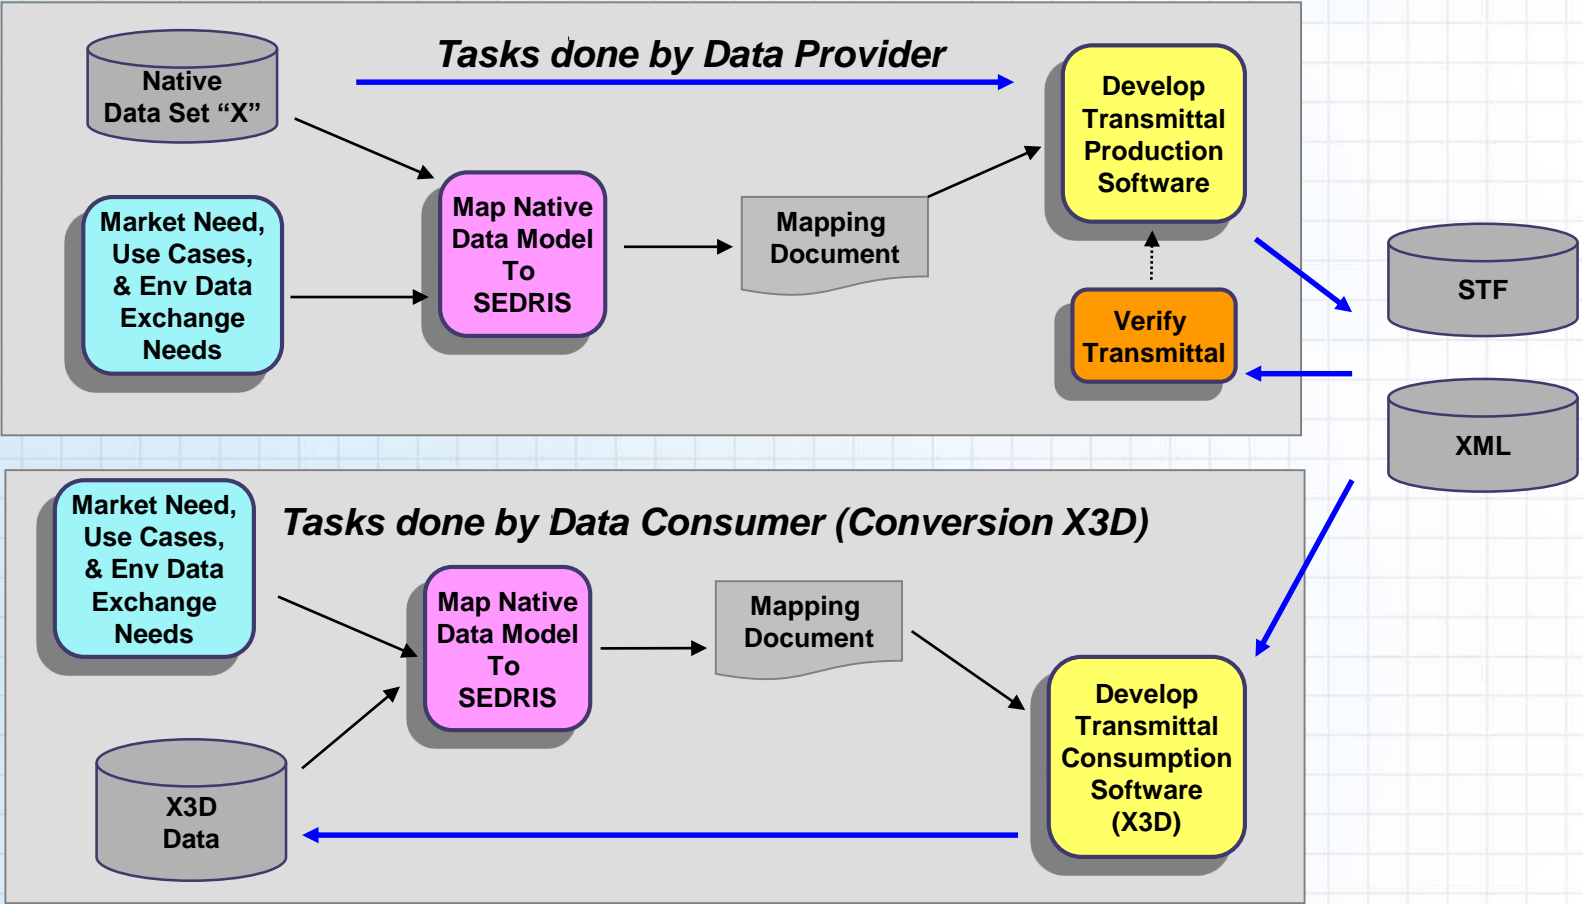 Tasks done by Data Provider
Native
Data Set “X”
Market Need,
Use Cases,
& Env Data
Exchange
Needs
Map Native
Data Model
To
SEDRIS
Mapping
Document
Develop
Transmittal
Production
Software
Verify
Transmittal
STF
XML
Tasks done by Data Consumer (Conversion X3D)
Market Need,
Use Cases,
& Env Data
Exchange
Needs
Map Native
Data Model
To
SEDRIS
Mapping
Document
Develop
Transmittal
Consumption
Software
(X3D)
X3D
Data